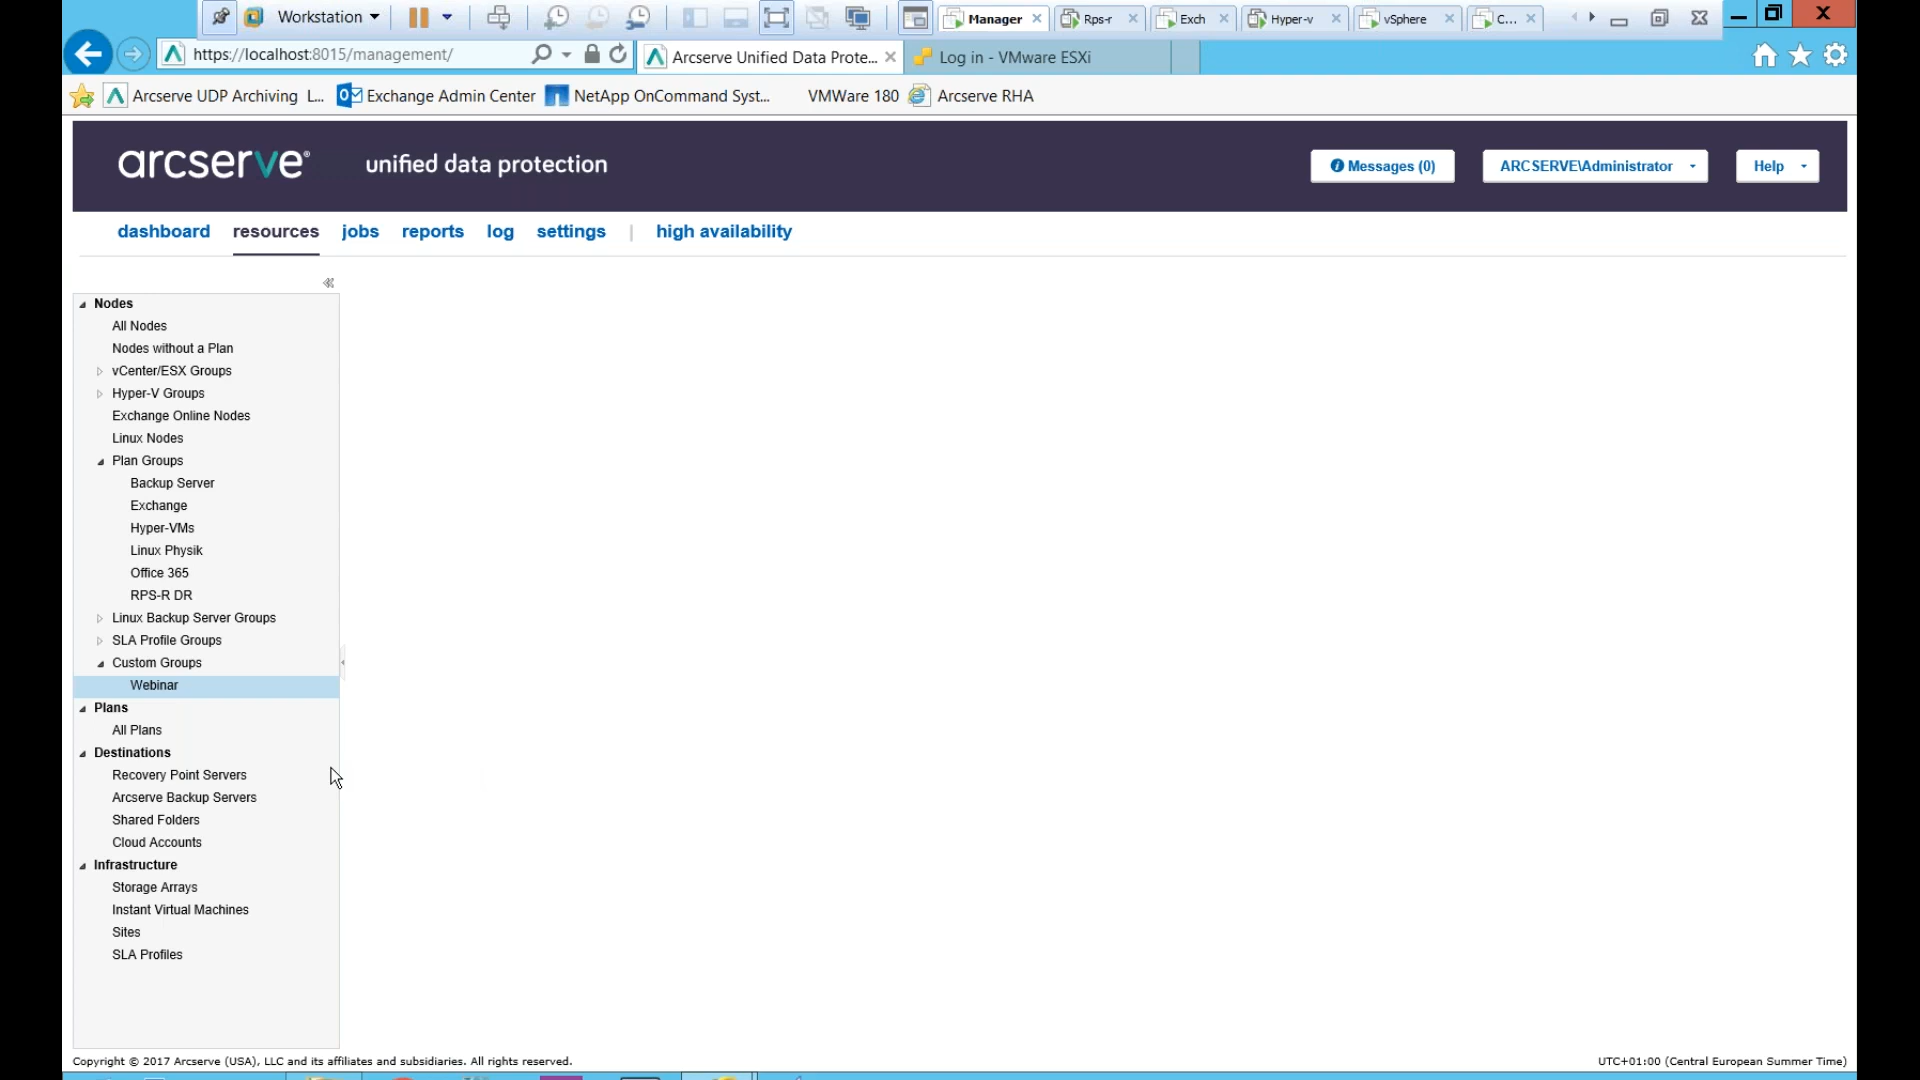 Workstation
Manager
Rps-r
Exch
Hyper-v
vSphere
C...
https://localhost:8015/management/
Arcserve Unified Data Prote...
Log in - VMware ESXi
Arcserve UDP Archiving L...
Exchange Admin Center
NetApp OnCommand Syst...
VMWare 180
Arcserve RHA
arcserve®
unified data protection
Messages (0)
ARCSERVE\Administrator
Help
dashboard
resources
jobs
reports
log
settings
|
high availability
Nodes
All Nodes
Nodes without a Plan
vCenter/ESX Groups
Hyper-V Groups
Exchange Online Nodes
Linux Nodes
Plan Groups
Backup Server
Exchange
Hyper-VMs
Linux Physik
Office 365
RPS-R DR
Linux Backup Server Groups
SLA Profile Groups
Custom Groups
Webinar
Plans
All Plans
Destinations
Recovery Point Servers
Arcserve Backup Servers
Shared Folders
Cloud Accounts
Infrastructure
Storage Arrays
Instant Virtual Machines
Sites
SLA Profiles
Copyright © 2017 Arcserve (USA), LLC and its affiliates and subsidiaries. All rights reserved.
UTC+01:00 (Central European Summer Time)